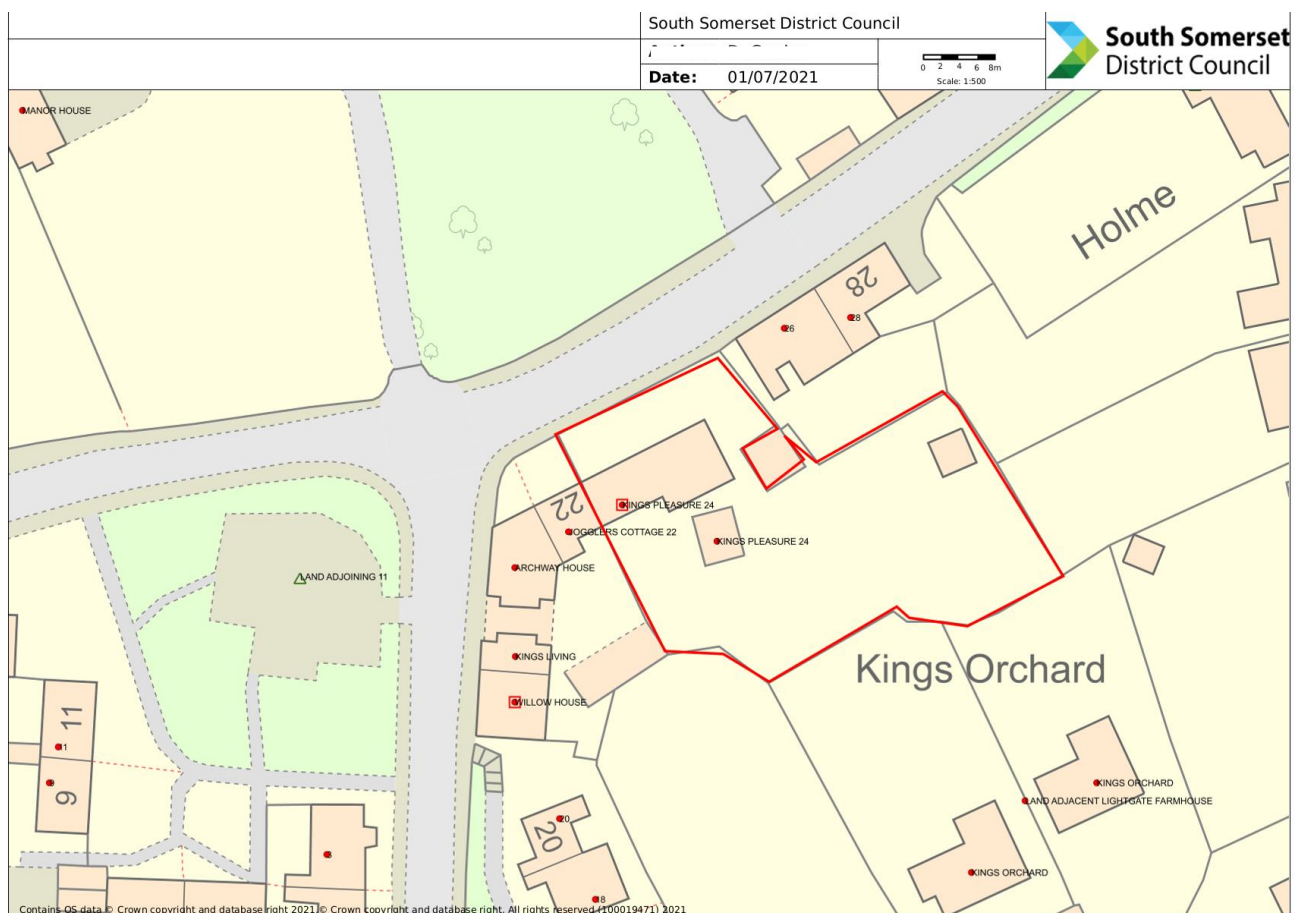 South Somerset District Council
Date: 01/07/2021
0 2 4 6 8m
Scale: 1:500
South Somerset
District Council
MANOR HOUSE
Holme
28
28
26
22
KINGS PLEASURE 24
JOGGLERS COTTAGE 22
KINGS PLEASURE 24
ARCHWAY HOUSE
LAND ADJOINING 11
KINGS LIVING
Kings Orchard
WILLOW HOUSE
11
11
9
9
KINGS ORCHARD
LAND ADJACENT LIGHTGATE FARMHOUSE
20
20
KINGS ORCHARD
18
Contains OS data © Crown copyright and database right 2021.© Crown copyright and database right. All rights reserved (100019471) 2021